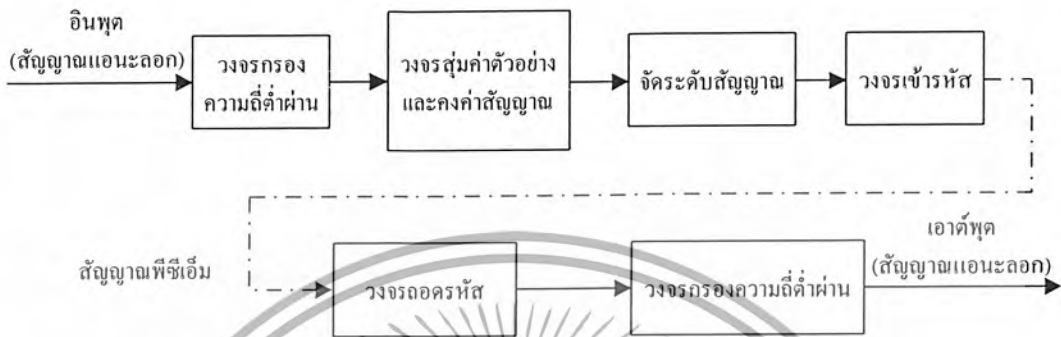 อินพุต
(สัญญาณแอนะลอก)
วงจรกรอง
ความถี่ต่ำผ่าน
วงจรสุ่มค่าตัวอย่าง
และคงค่าสัญญาณ
จัดระดับสัญญาณ
วงจรเข้ารหัส
สัญญาณพีซีเอ็ม
วงจรถอดรหัส
วงจรกรองความถี่ต่ำผ่าน
เอาต์พุต
(สัญญาณแอนะลอก)